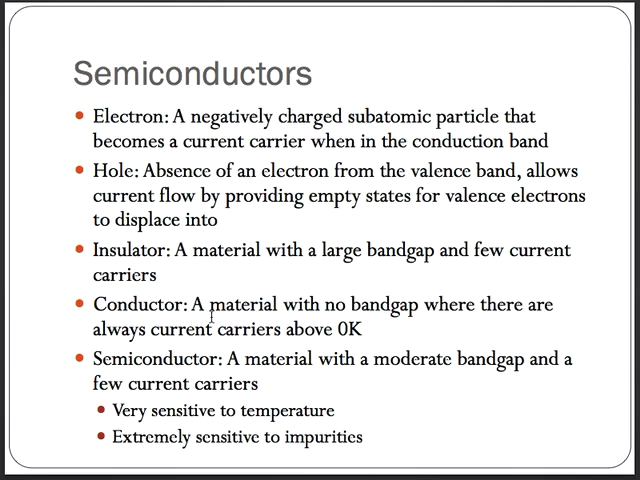 Semiconductors
Electron: A negatively charged subatomic particle that
becomes a current carrier when in the conduction band
Hole: Absence of an electron from the valence band, allows
current flow by providing empty states for valence electrons
to displace into
Insulator: A material with a large bandgap and few current
carriers
Conductor: A material with no bandgap where there are
always current carriers above 0K
Semiconductor: A material with a moderate bandgap and a
few current carriers
Very sensitive to temperature
Extremely sensitive to impurities